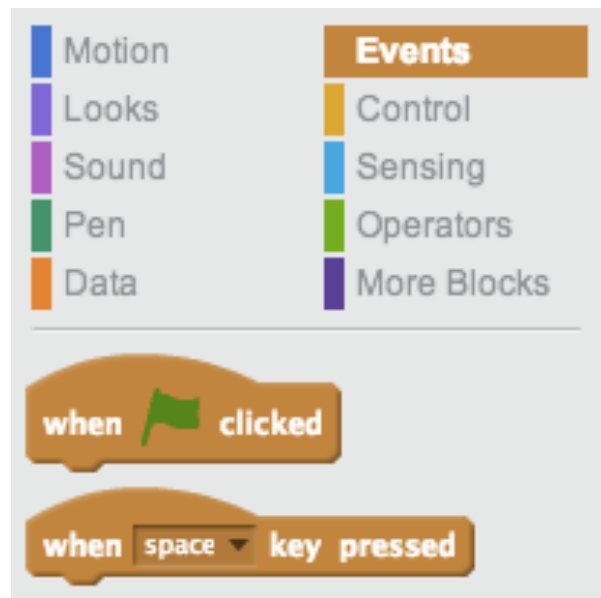 Motion Events
Looks Control
Sound Sensing
Pen Operators
Data More Blocks
when clicked
when space key pressed